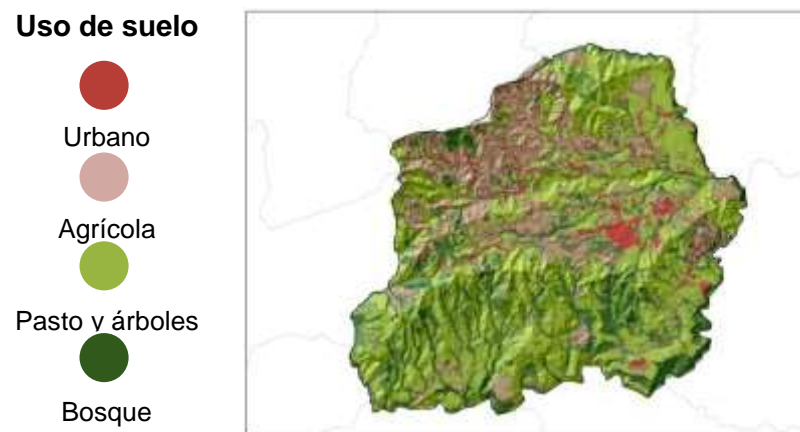 Uso de suelo
Urbano
Agrícola
Pasto y árboles
Bosque